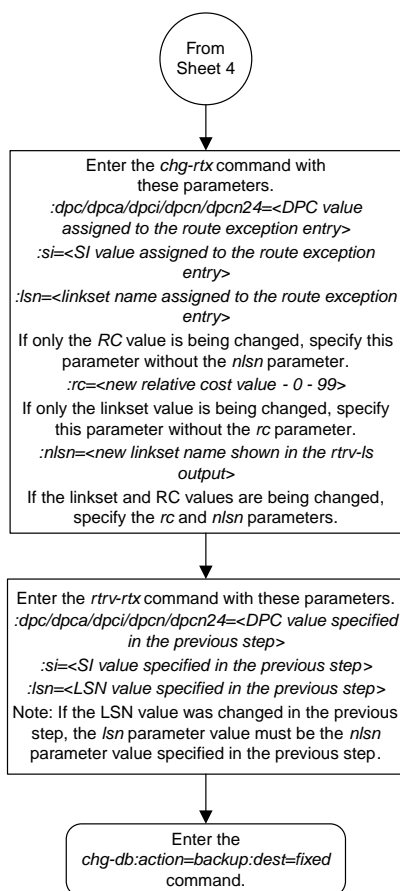 From
Sheet 4
Enter the chg-rtx command with
these parameters.
:dpc/dpca/dpci/dpcn/dpcn24=<DPC value
assigned to the route exception entry>
:si=<SI value assigned to the route exception
entry>
:lsn=<linkset name assigned to the route exception
entry>
If only the RC value is being changed, specify this
parameter without the nlsn parameter.
:rc=<new relative cost value - 0 - 99>
If only the linkset value is being changed, specify
this parameter without the rc parameter.
:nlsn=<new linkset name shown in the rtrv-ls
output>
If the linkset and RC values are being changed,
specify the rc and nlsn parameters.
Enter the rtrv-rtx command with these parameters.
:dpc/dpca/dpci/dpcn/dpcn24=<DPC value specified
in the previous step>
:si=<SI value specified in the previous step>
:lsn=<LSN value specified in the previous step>
Note: If the LSN value was changed in the previous
step, the lsn parameter value must be the nlsn
parameter value specified in the previous step.
Enter the
chg-db:action=backup:dest=fixed
command.